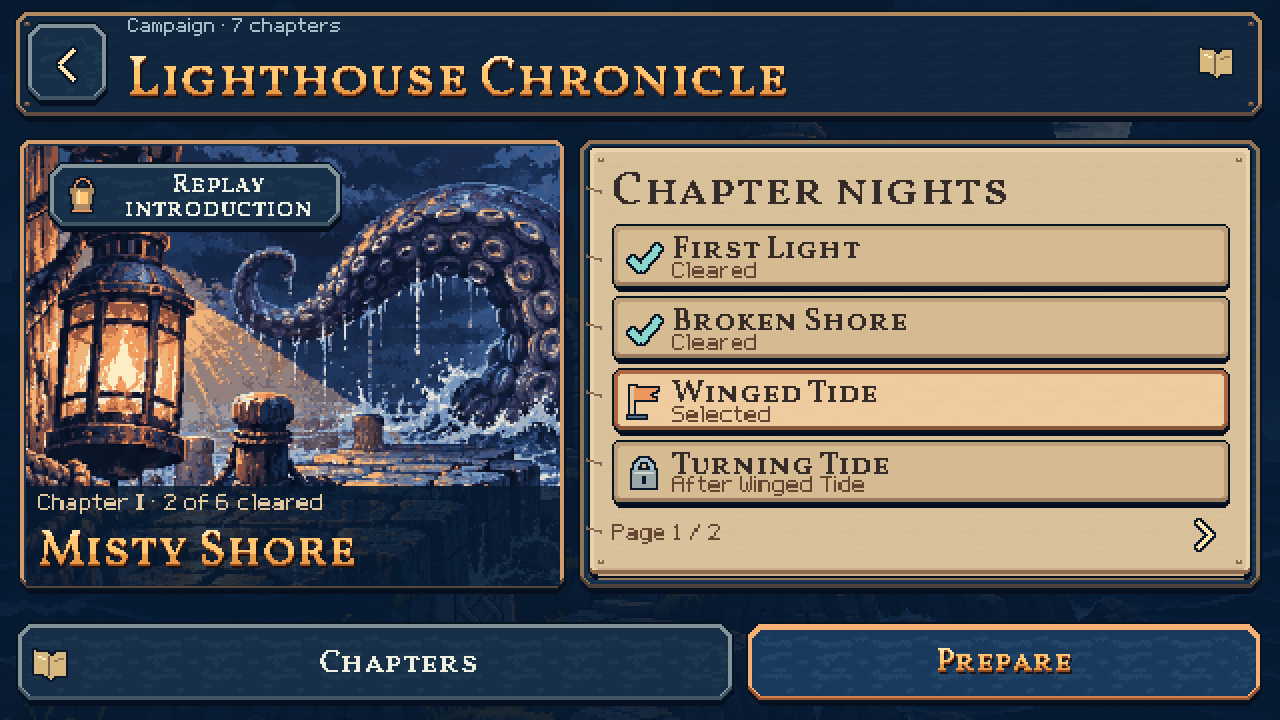 Campaign · 7 chapters
Lighthouse Chronicle
Replay
introduction
Chapter I · 2 of 6 cleared
Misty Shore
Chapter nights
First Light
Cleared
Broken Shore
Cleared
Winged Tide
Selected
Turning Tide
After Winged Tide
Page 1 / 2
Chapters
Prepare